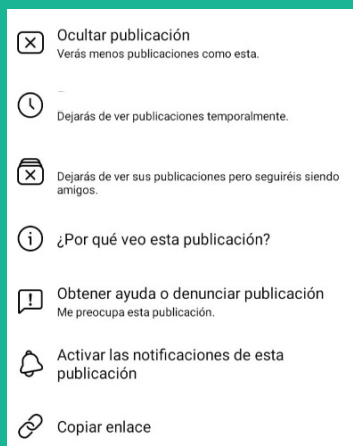 Ocultar publicación
Verás menos publicaciones como esta.
Dejarás de ver publicaciones temporalmente.
Dejarás de ver sus publicaciones pero seguiréis siendo
amigos.
¿Por qué veo esta publicación?
Obtener ayuda o denunciar publicación
Me preocupa esta publicación.
Activar las notificaciones de esta
publicación
Copiar enlace